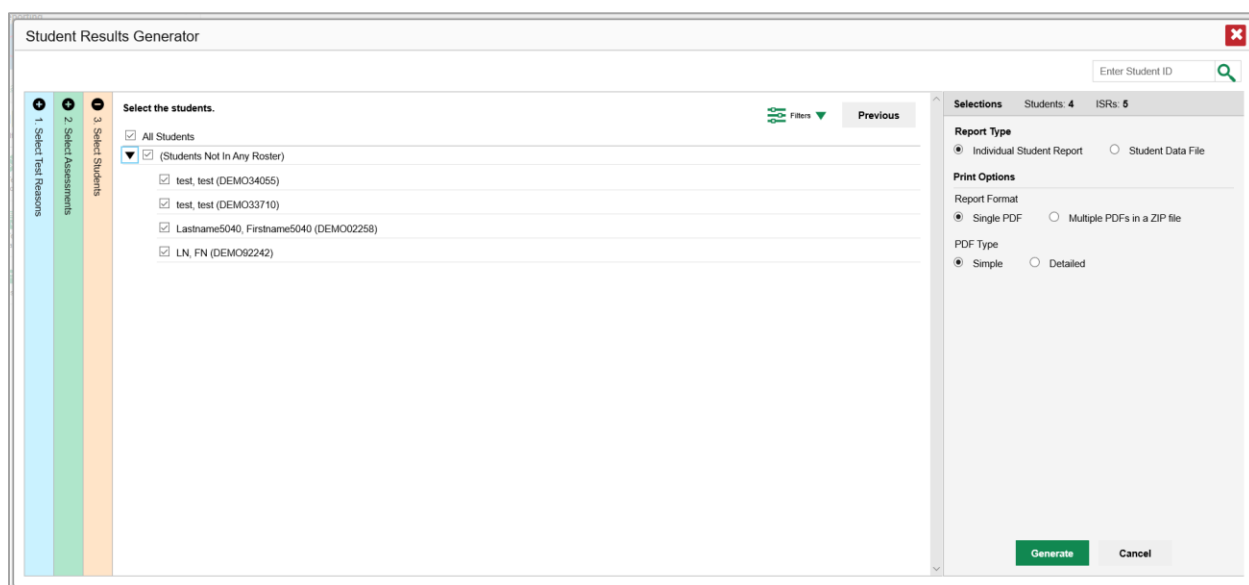 Student Results Generator
Enter Student ID
1. Select Test Reasons
2. Select Assessments
3. Select Students
Select the students.
Filters
Previous
All Students
(Students Not In Any Roster)
test, test (DEMO34055)
test, test (DEMO33710)
Lastname5040, Firstname5040 (DEMO02258)
LN, FN (DEMO92242)
Selections Students: 4 ISRs: 5
Report Type
Individual Student Report Student Data File
Print Options
Report Format
Single PDF Multiple PDFs in a ZIP file
PDF Type
Simple Detailed
Generate Cancel